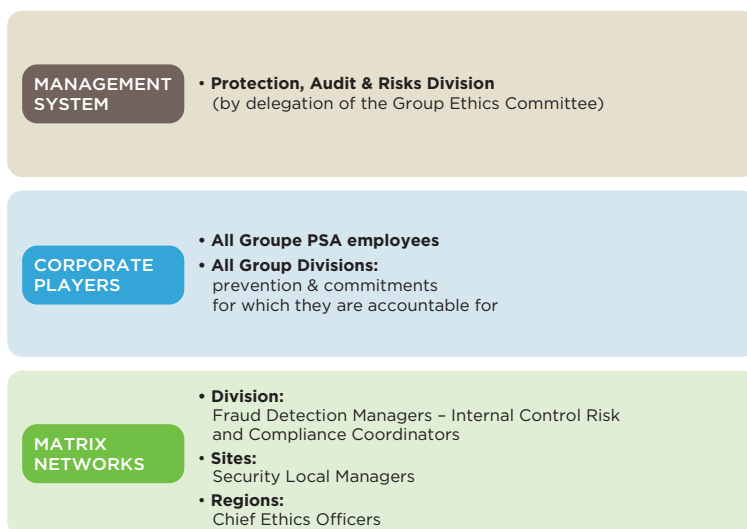 MANAGEMENT
SYSTEM
• Protection, Audit & Risks Division
(by delegation of the Group Ethics Committee)
CORPORATE
PLAYERS
• All Groupe PSA employees
• All Group Divisions:
prevention & commitments
for which they are accountable for
MATRIX
NETWORKS
• Division:
Fraud Detection Managers – Internal Control Risk
and Compliance Coordinators
• Sites:
Security Local Managers
• Regions:
Chief Ethics Officers